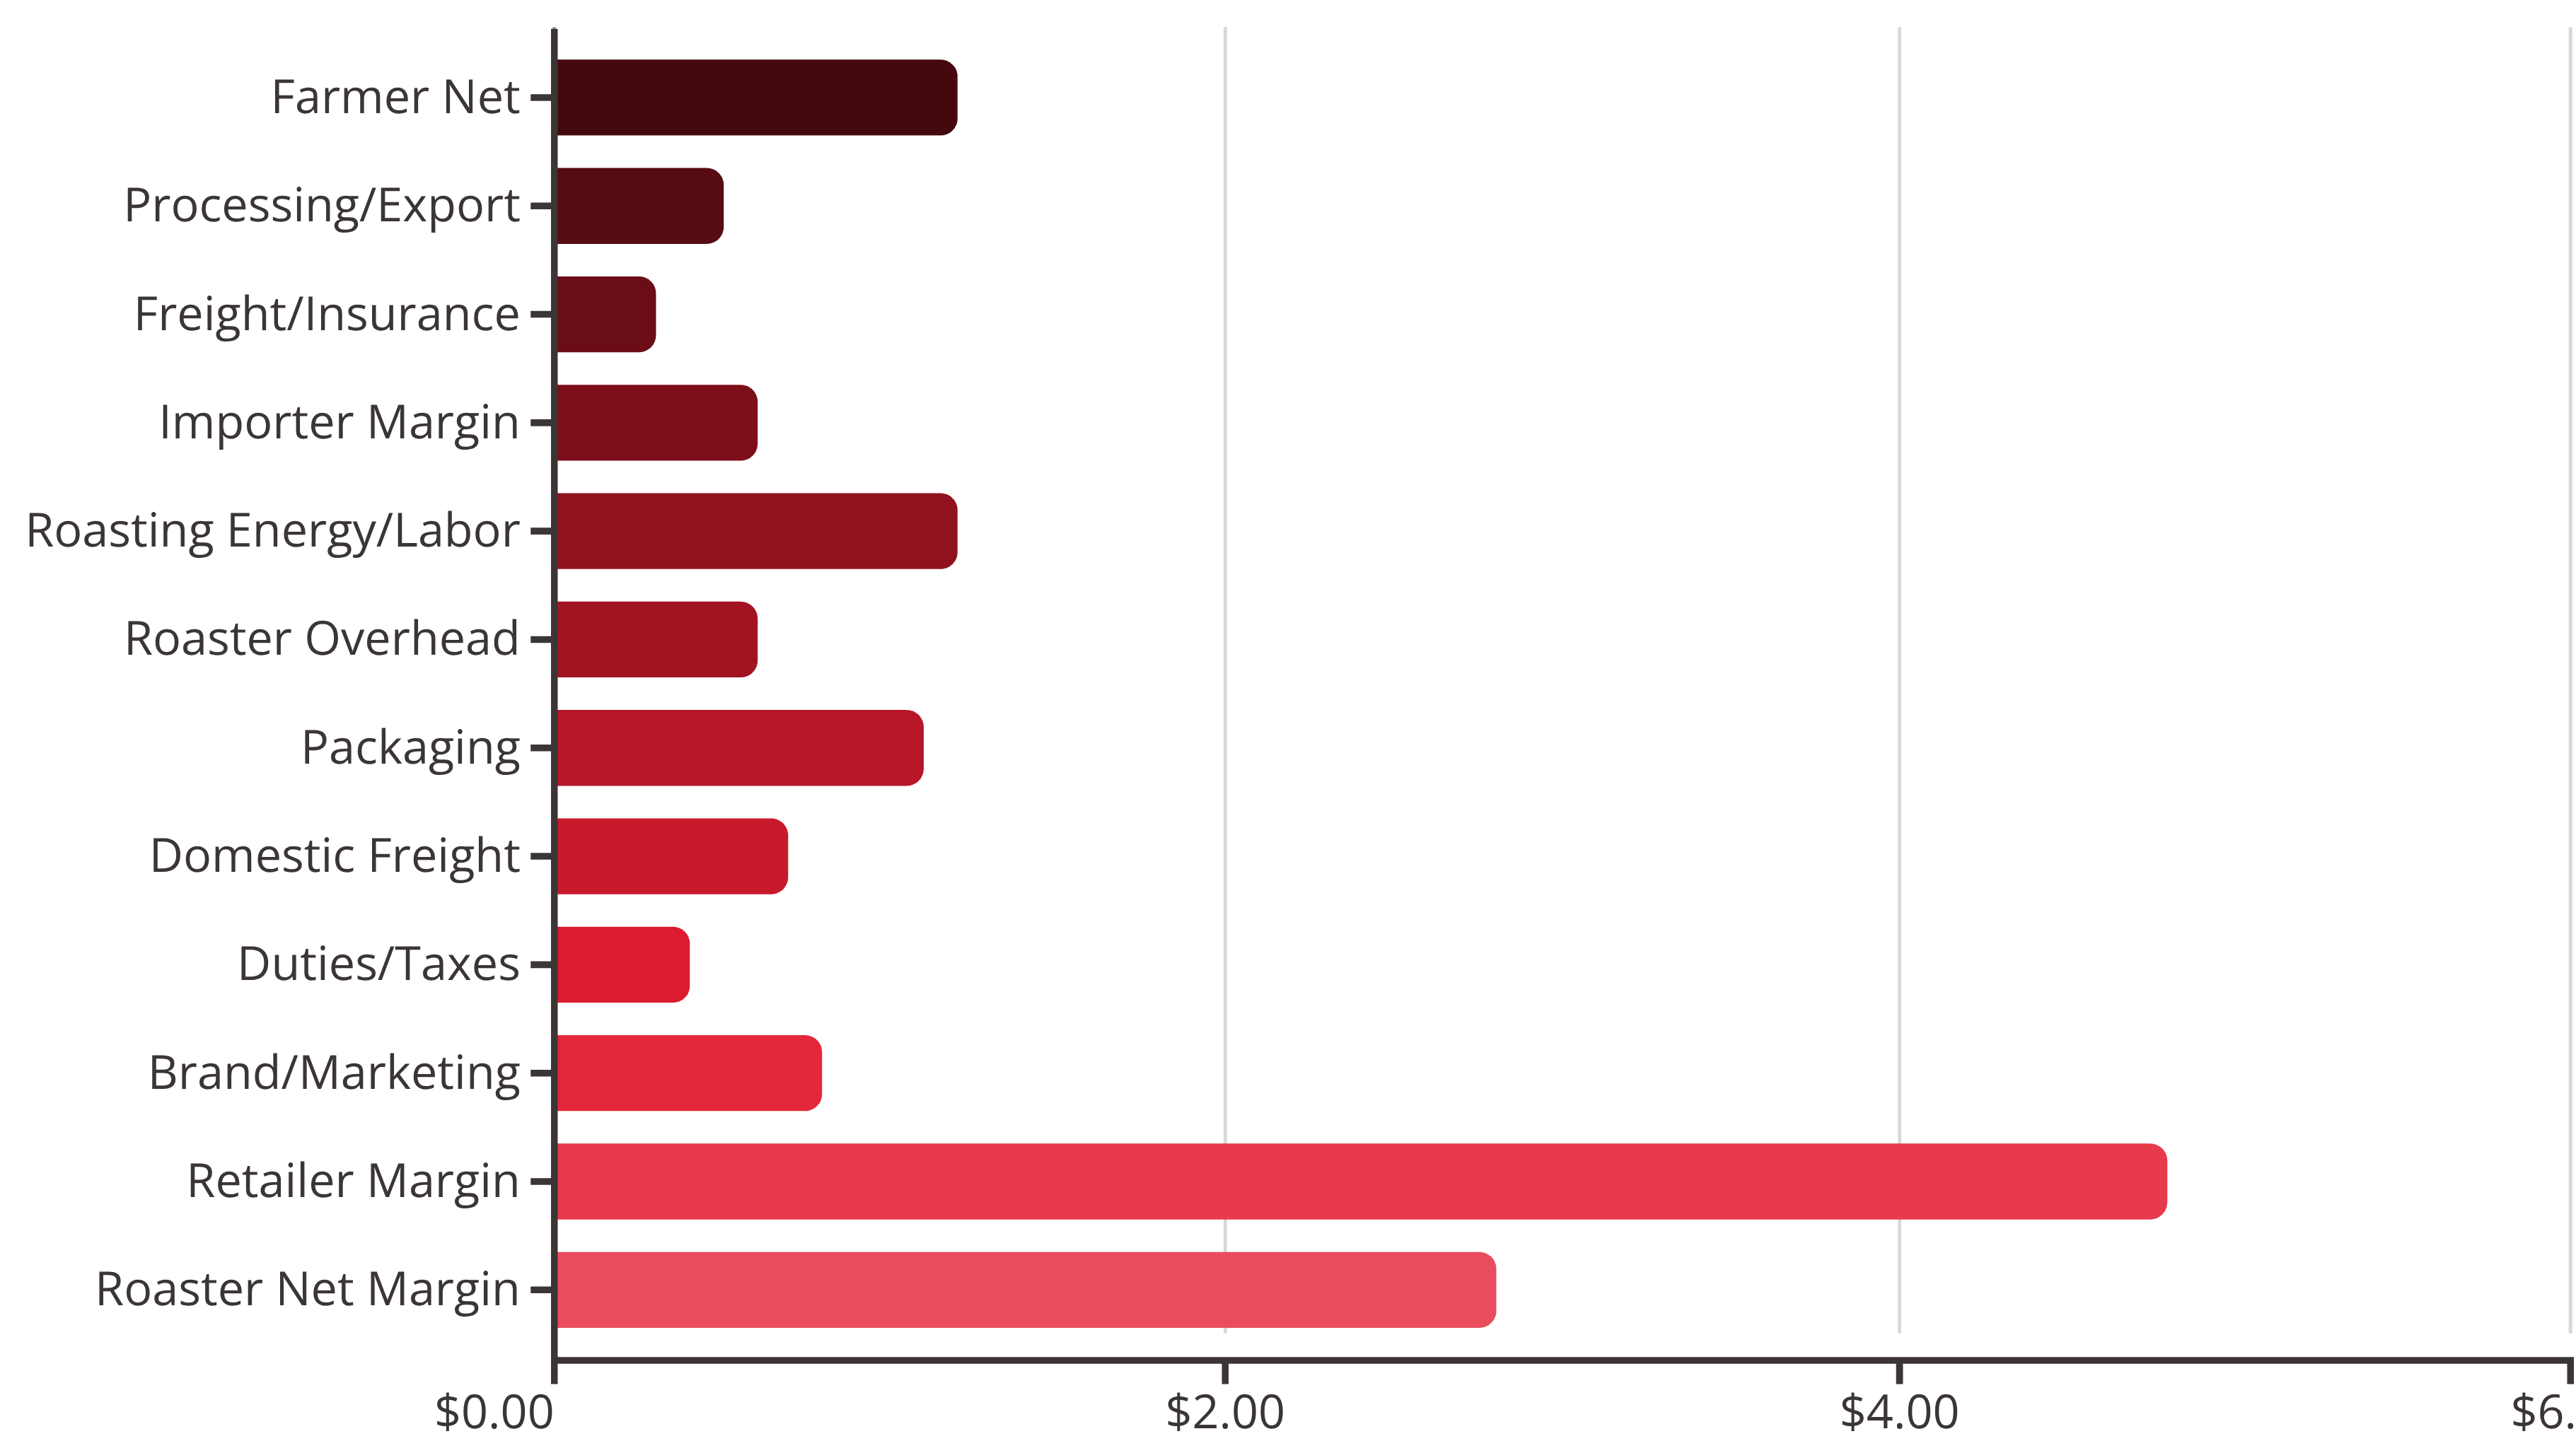 Farmer Net
Processing/Export
Freight/Insurance
Importer Margin
Roasting Energy/Labor
Roaster Overhead
Packaging
Domestic Freight
Duties/Taxes
Brand/Marketing
Retailer Margin
Roaster Net Margin
$0.00 $2.00 $4.00 $6.